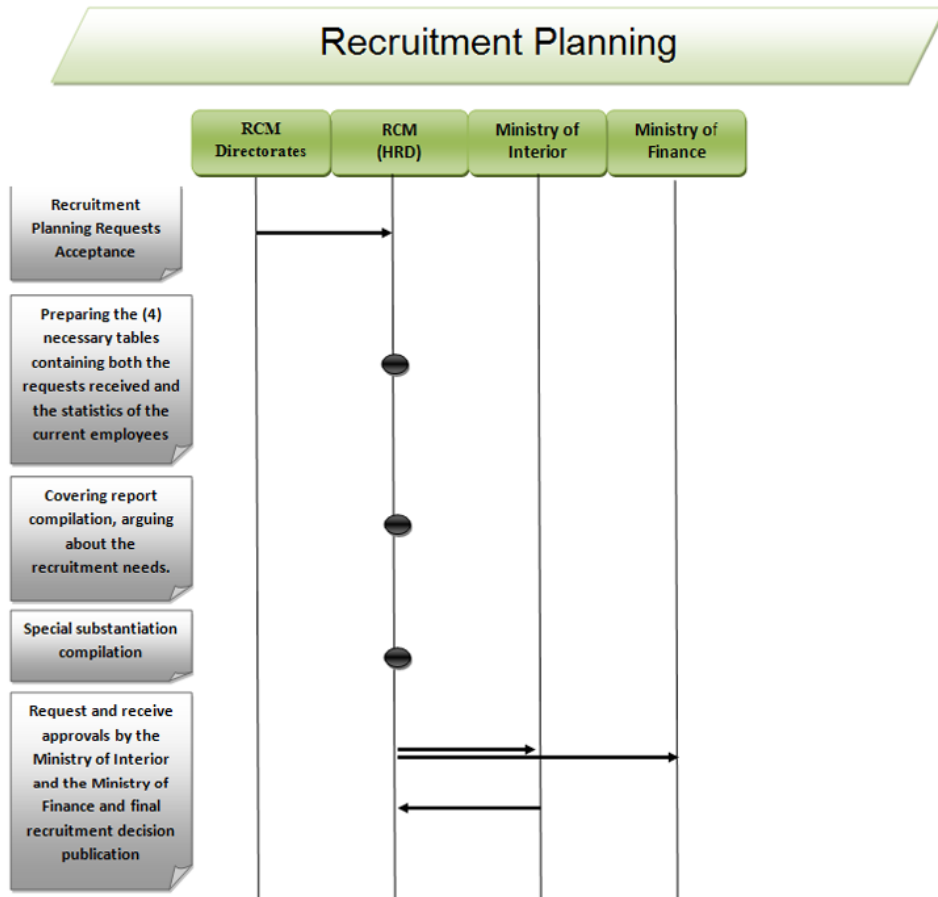 Recruitment Planning
RCM
Directorates
RCM
(HRD)
Ministry of
Interior
Ministry of
Finance
Recruitment
Planning Requests
Acceptance
Preparing the (4)
necessary tables
containing both the
requests received and
the statistics of the
current employees
Covering report
compilation, arguing
about the
recruitment needs.
Special substantiation
compilation
Request and receive
approvals by the
Ministry of Interior
and the Ministry of
Finance and final
recruitment decision
publication